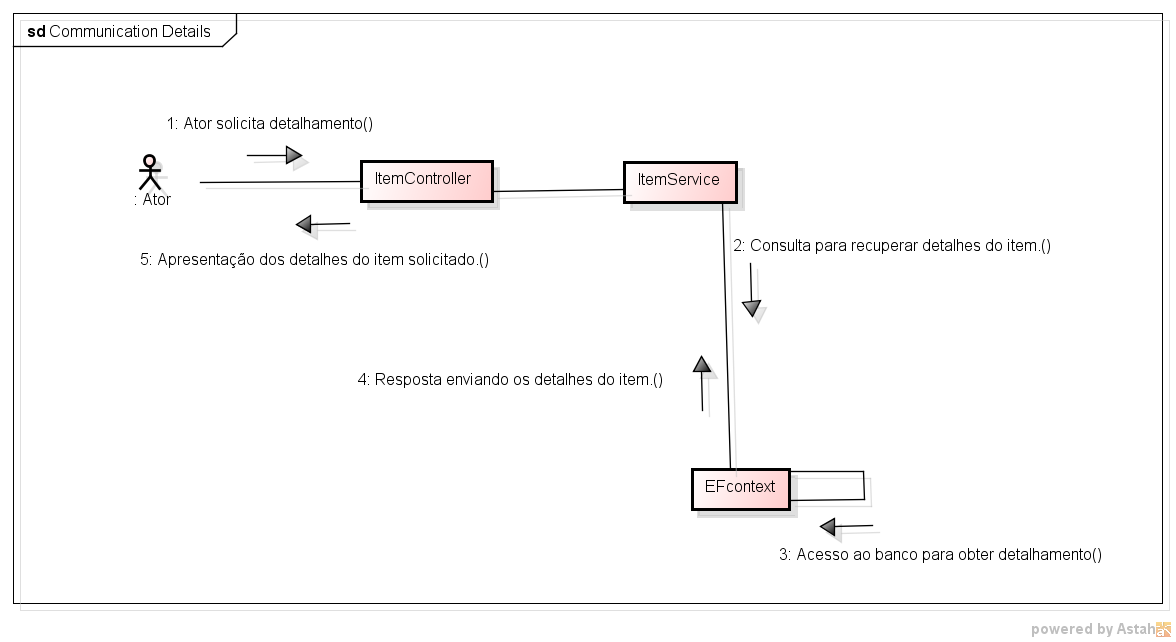 sd Communication Details
1: Ator solicita detalhamento()
: Ator
ItemController
ItemService
5: Apresentação dos detalhes do item solicitado.()
2: Consulta para recuperar detalhes do item.()
4: Resposta enviando os detalhes do item.()
EFcontext
3: Acesso ao banco para obter detalhamento()
powered by Astah